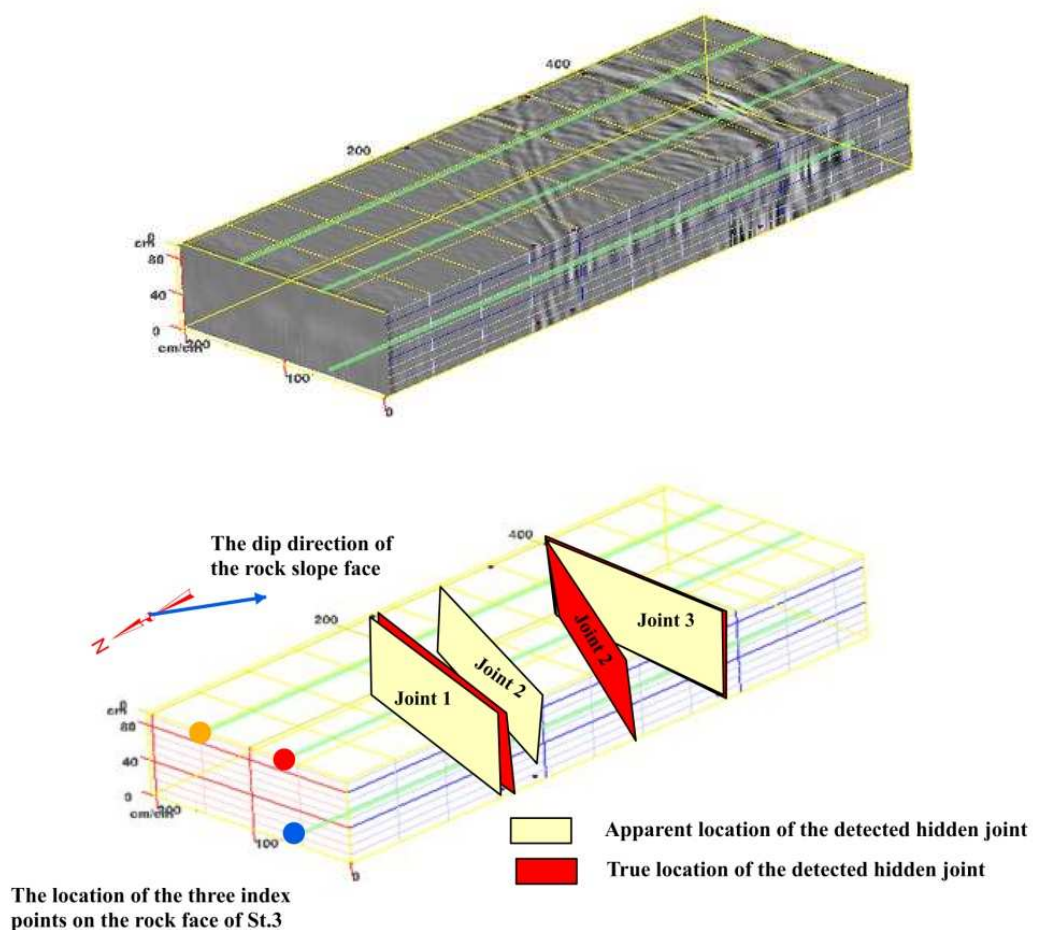 400
200
0
cm
80
40
0
cm/cm
200
100
0
The dip direction of
the rock slope face
N
400
200
Joint 3
Joint 2
Joint 2
Joint 1
0
cm
80
40
0
cm/cm
200
100
0
Apparent location of the detected hidden joint
True location of the detected hidden joint
The location of the three index
points on the rock face of St.3